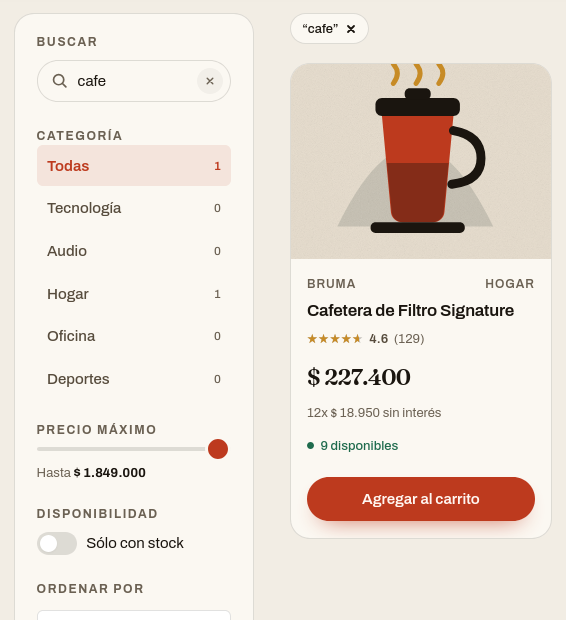 BUSCAR
cafe
CATEGORÍA
Todas 1
Tecnología 0
Audio 0
Hogar 1
Oficina 0
Deportes 0
PRECIO MÁXIMO
Hasta $ 1.849.000
DISPONIBILIDAD
Sólo con stock
ORDENAR POR
“cafe”
BRUMA HOGAR
Cafetera de Filtro Signature
4.6 (129)
$ 227.400
12x $ 18.950 sin interés
9 disponibles
Agregar al carrito